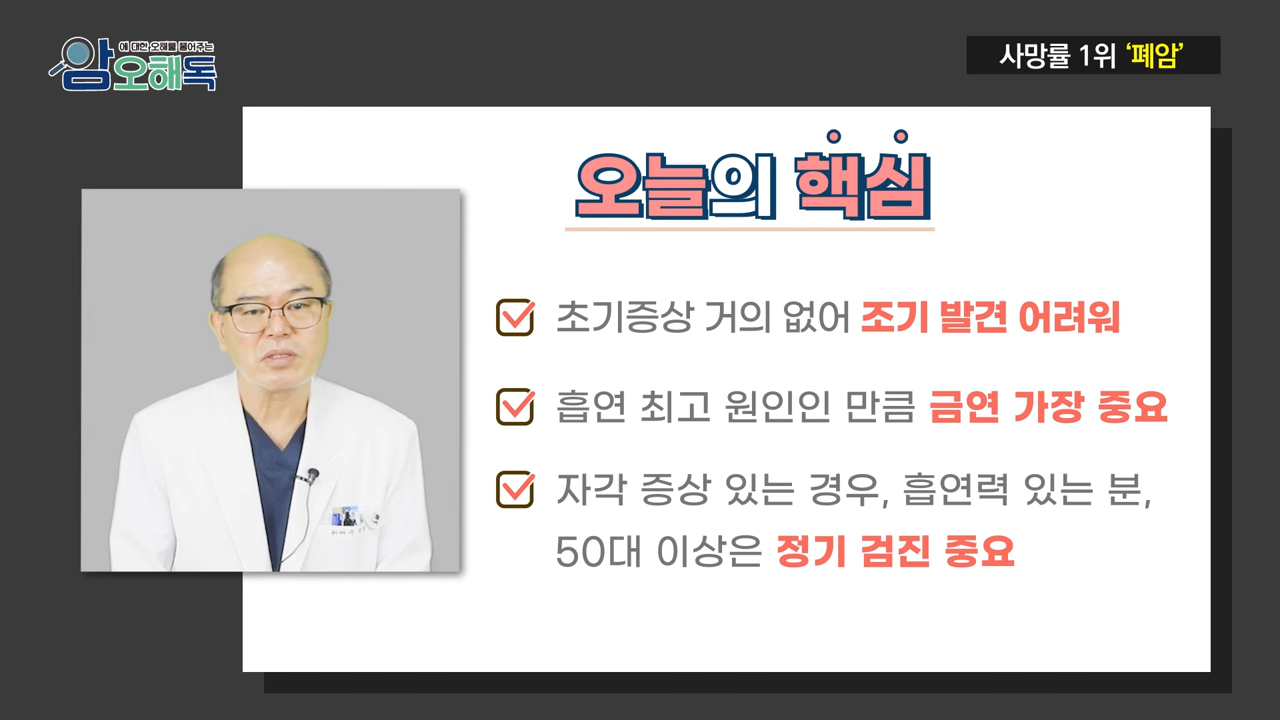 에 대한 오해를 풀어주는
암오해독
사망률 1위 ‘폐암’
오늘의 핵심
초기증상 거의 없어 조기 발견 어려워
흡연 최고 원인인 만큼 금연 가장 중요
자각 증상 있는 경우, 흡연력 있는 분,
50대 이상은 정기 검진 중요